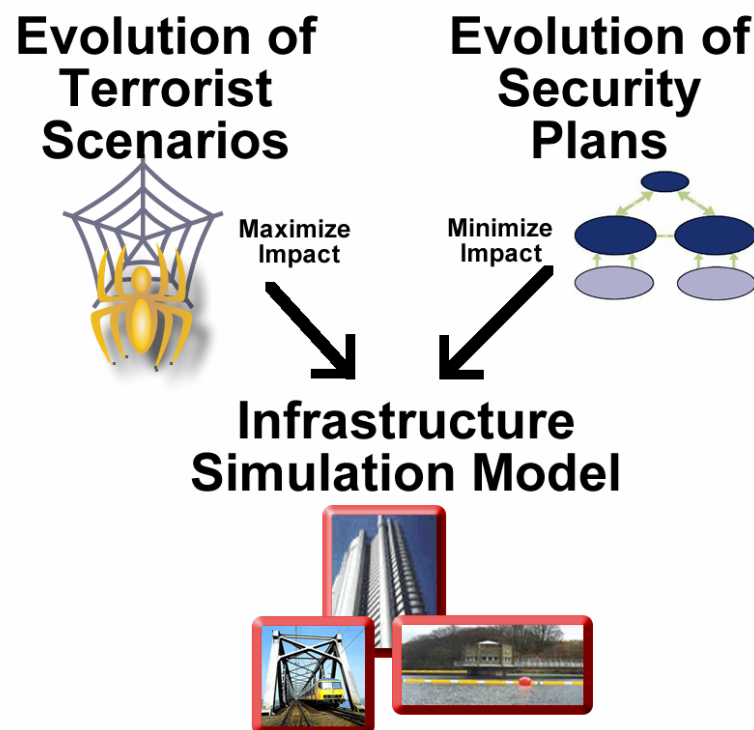 Evolution of
Terrorist
Scenarios
Evolution of
Security
Plans
Maximize
Impact
Minimize
Impact
Infrastructure
Simulation Model